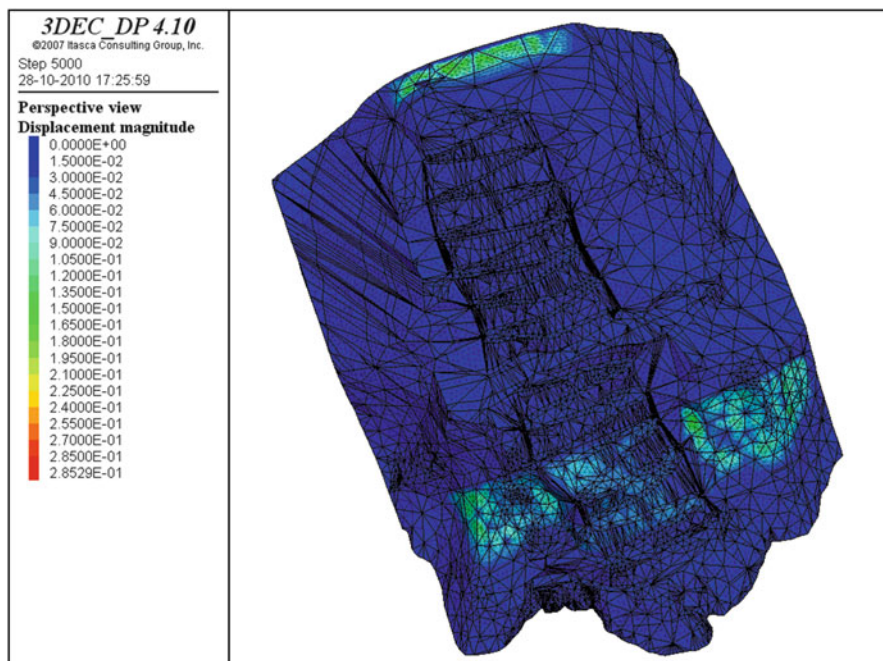 3DEC_DP 4.10
©2007 Itasca Consulting Group, Inc.
Step 5000
28-10-2010 17:25:59
Perspective view
Displacement magnitude
0.0000E+00
1.5000E-02
3.0000E-02
4.5000E-02
6.0000E-02
7.5000E-02
9.0000E-02
1.0500E-01
1.2000E-01
1.3500E-01
1.5000E-01
1.6500E-01
1.8000E-01
1.9500E-01
2.1000E-01
2.2500E-01
2.4000E-01
2.5500E-01
2.7000E-01
2.8500E-01
2.8529E-01